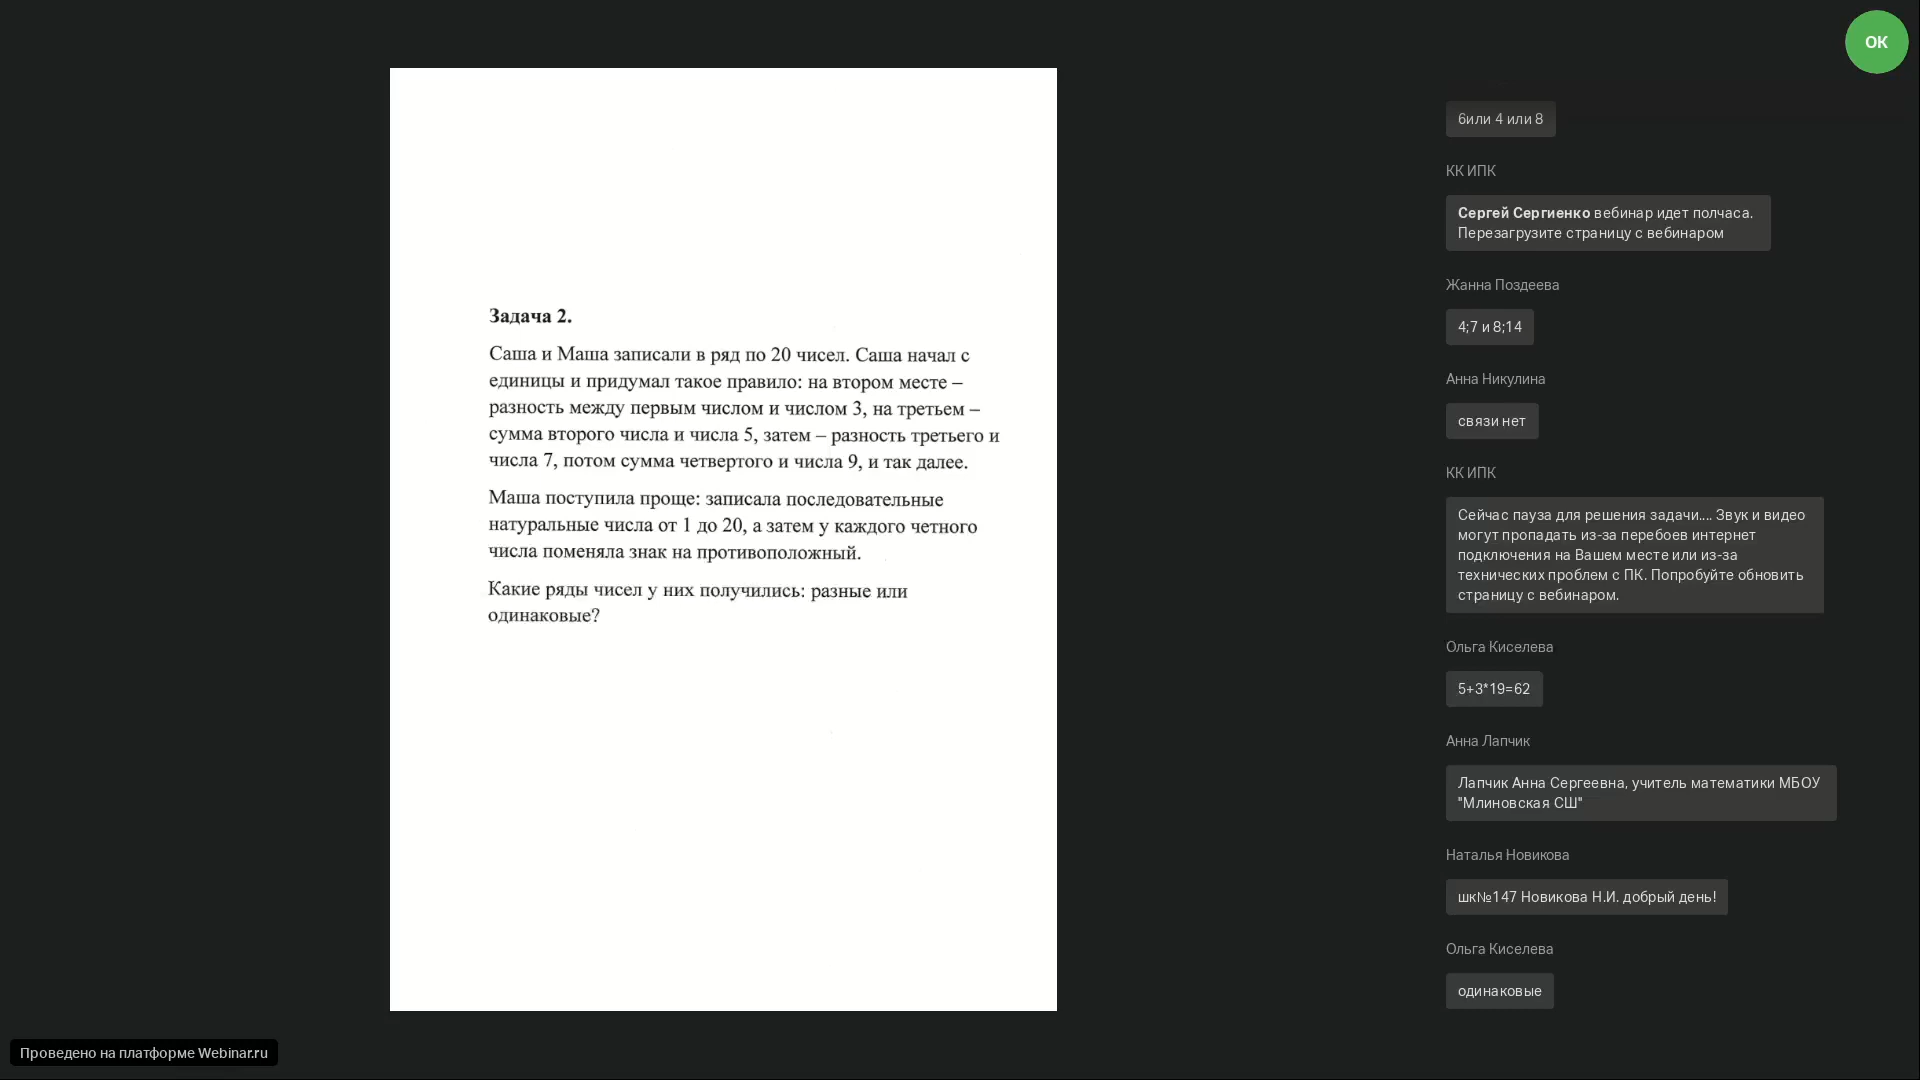 ОК
Задача 2.
Саша и Маша записали в ряд по 20 чисел. Саша начал с
единицы и придумал такое правило: на втором месте –
разность между первым числом и числом 3, на третьем –
сумма второго числа и числа 5, затем – разность третьего и
числа 7, потом сумма четвертого и числа 9, и так далее.
Маша поступила проще: записала последовательные
натуральные числа от 1 до 20, а затем у каждого четного
числа поменяла знак на противоположный.
Какие ряды чисел у них получились: разные или
одинаковые?
6или 4 или 8
КК ИПК
Сергей Сергиенко вебинар идет полчаса.
Перезагрузите страницу с вебинаром
Жанна Поздеева
4;7 и 8;14
Анна Никулина
связи нет
КК ИПК
Сейчас пауза для решения задачи.... Звук и видео
могут пропадать из-за перебоев интернет
подключения на Вашем месте или из-за
технических проблем с ПК. Попробуйте обновить
страницу с вебинаром.
Ольга Киселева
5+3*19=62
Анна Лапчик
Лапчик Анна Сергеевна, учитель математики МБОУ
"Млиновская СШ"
Наталья Новикова
шк№147 Новикова Н.И. добрый день!
Ольга Киселева
одинаковые
Проведено на платформе Webinar.ru